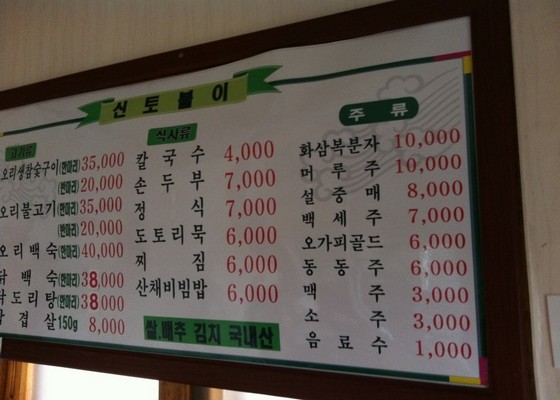 신토불이
오리생참숯구이(한마리) 35,000
(반마리) 20,000
오리불고기(한마리) 35,000
(반마리) 20,000
오리백숙(한마리) 40,000
닭백숙(한마리) 38,000
닭도리탕(한마리) 38,000
삼겹살150g 8,000
식사류
칼국수 4,000
손두부 7,000
정식 7,000
도토리묵 6,000
찌짐 6,000
산채비빔밥 6,000
쌀.배추 김치 국내산
주류
화삼복분자 10,000
머루주 10,000
설중매 8,000
백세주 7,000
오가피골드 6,000
동동주 6,000
맥주 3,000
소주 3,000
음료수 1,000